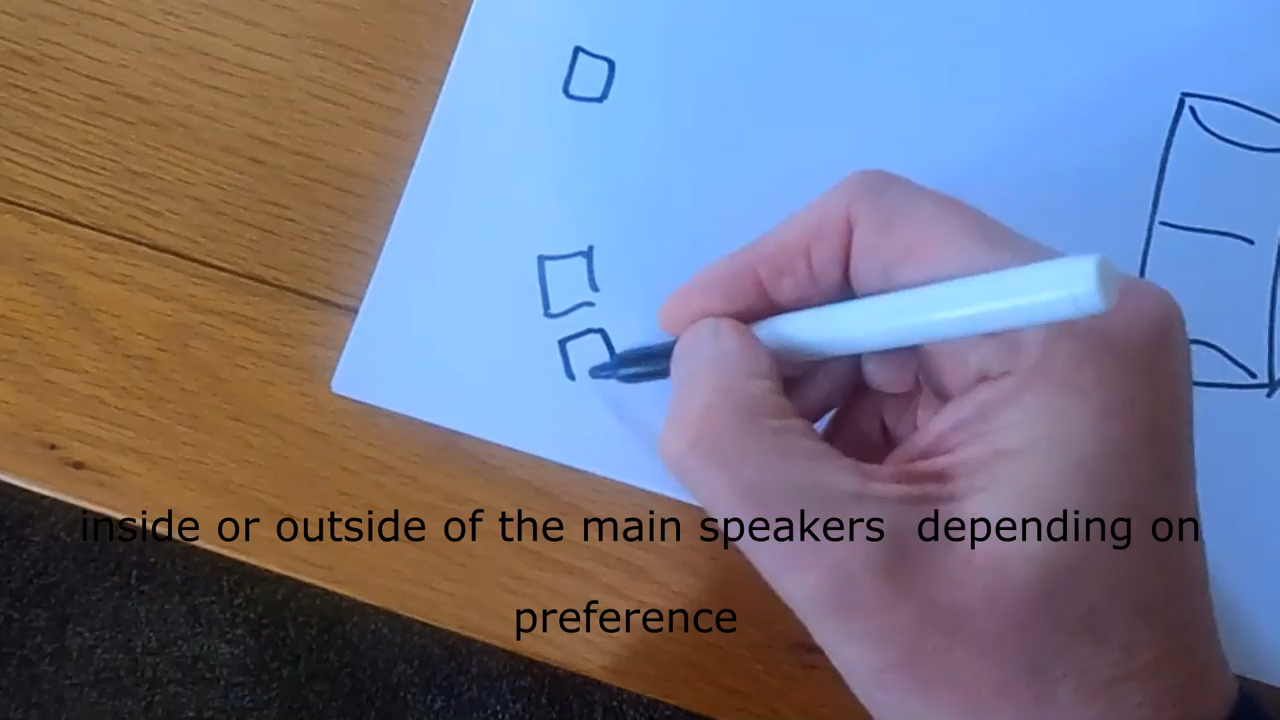 inside or outside of the main speakers  depending on
preference